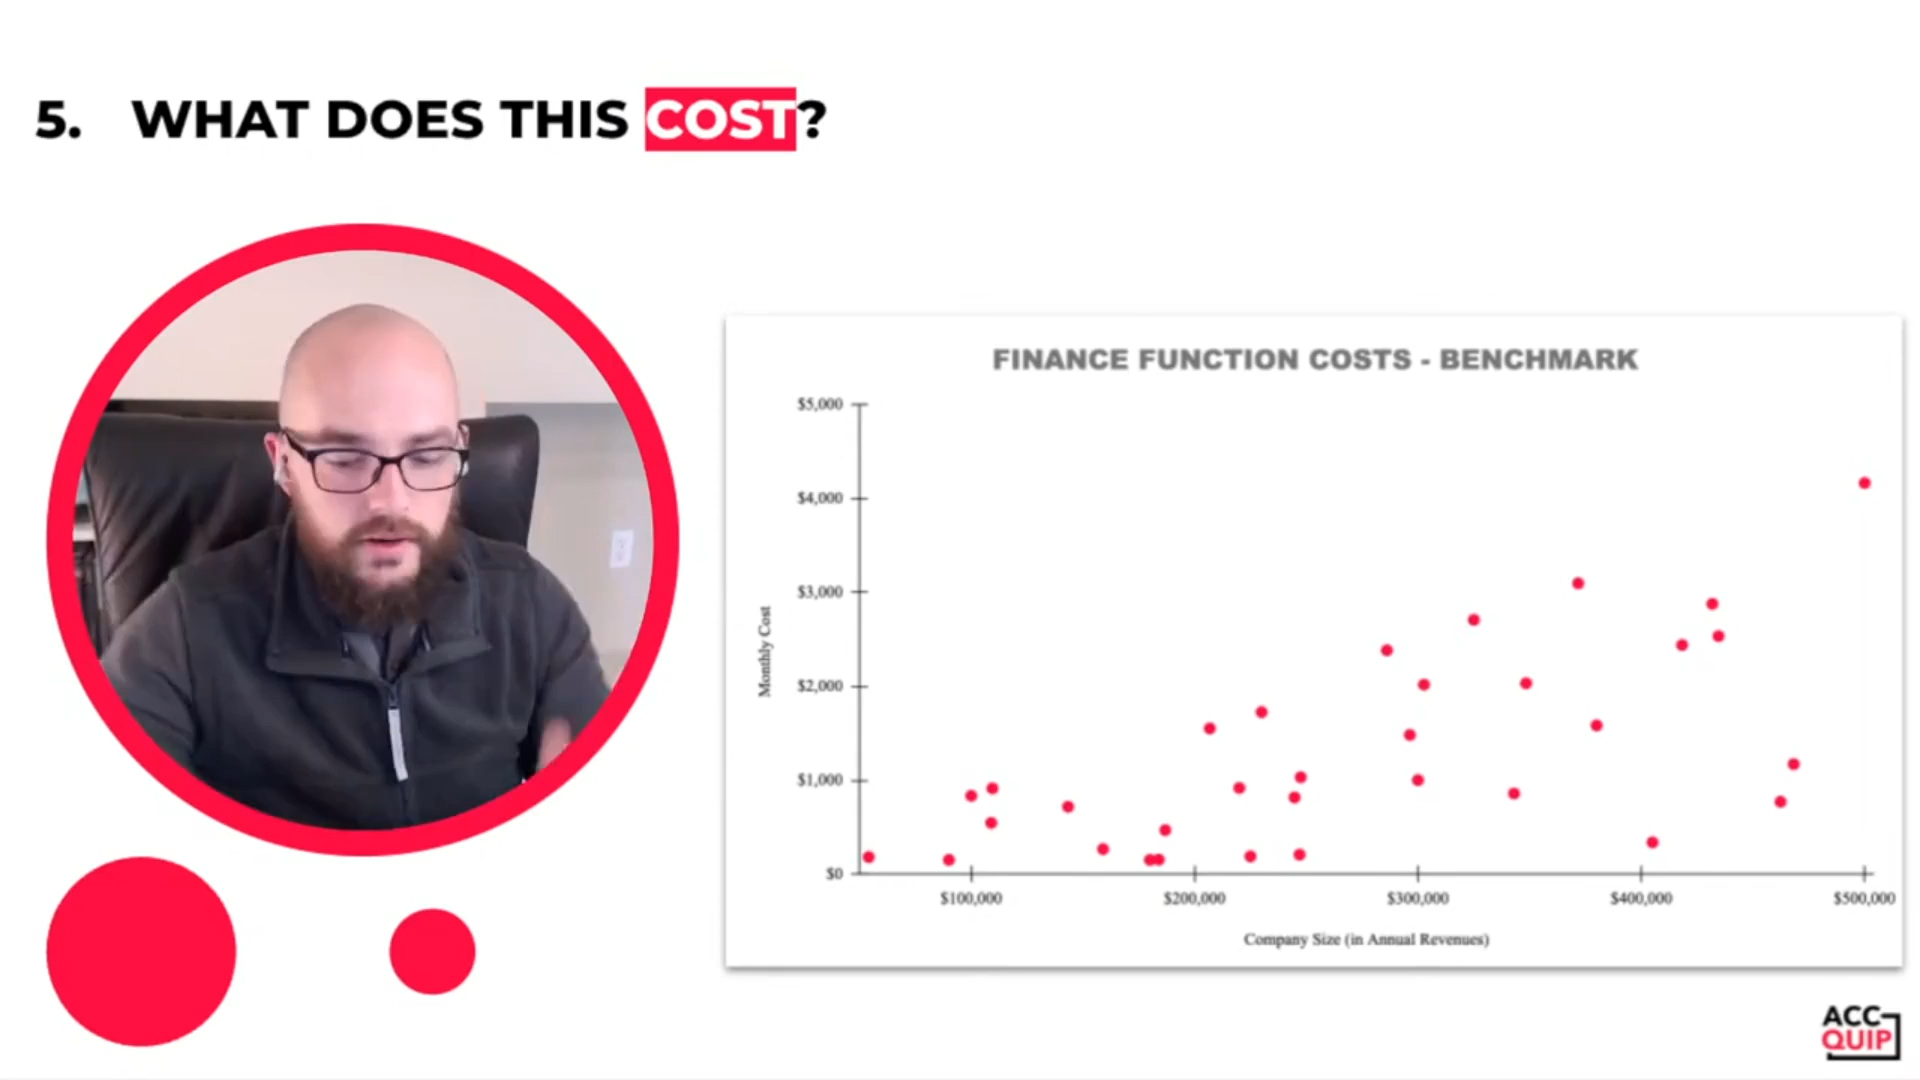 5. WHAT DOES THIS COST?
FINANCE FUNCTION COSTS - BENCHMARK
$5,000
$4,000
$3,000
$2,000
$1,000
$0
Monthly Cost
$100,000 $200,000 $300,000 $400,000 $500,000
Company Size (in Annual Revenues)
ACC
QUIP